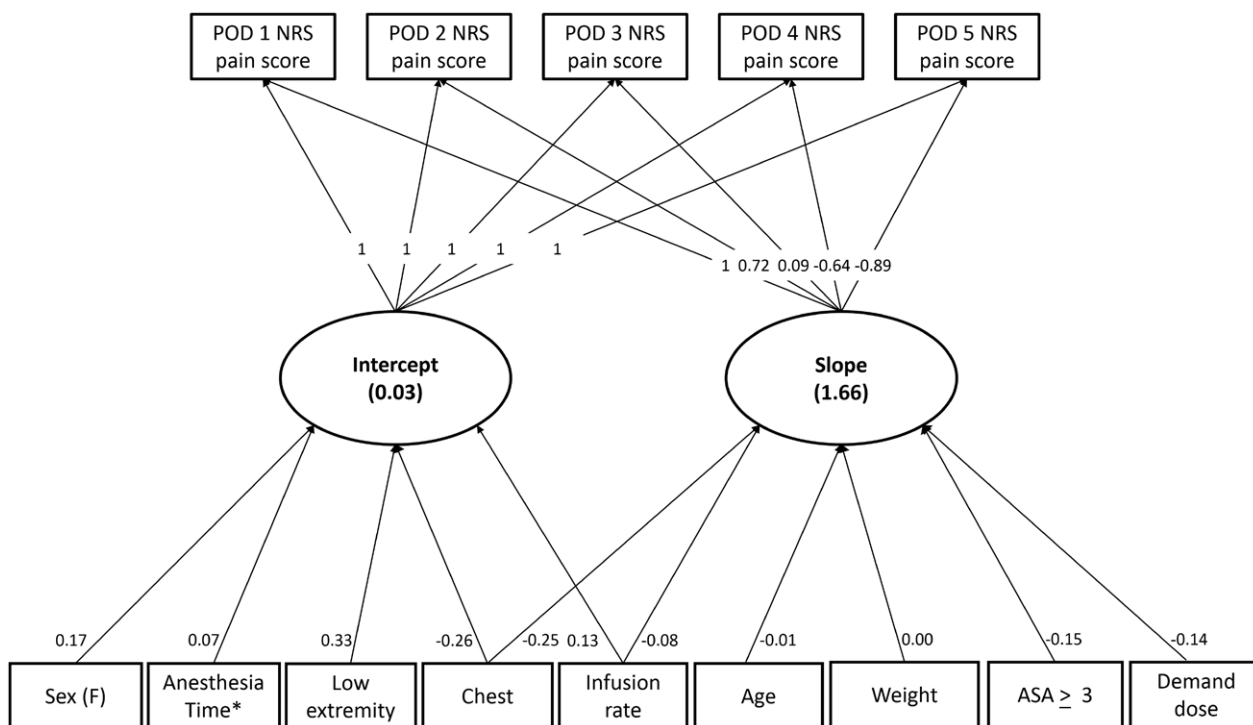 POD 1 NRS
pain score
POD 2 NRS
pain score
POD 3 NRS
pain score
POD 4 NRS
pain score
POD 5 NRS
pain score
1
1
1
1
1
1 0.72 0.09 -0.64 -0.89
Intercept
(0.03)
Slope
(1.66)
0.17
0.07
0.33
-0.26
-0.25
0.13
-0.08
-0.01
0.00
-0.15
-0.14
Sex (F)
Anesthesia
Time*
Low
extremity
Chest
Infusion
rate
Age
Weight
ASA ≥ 3
Demand
dose